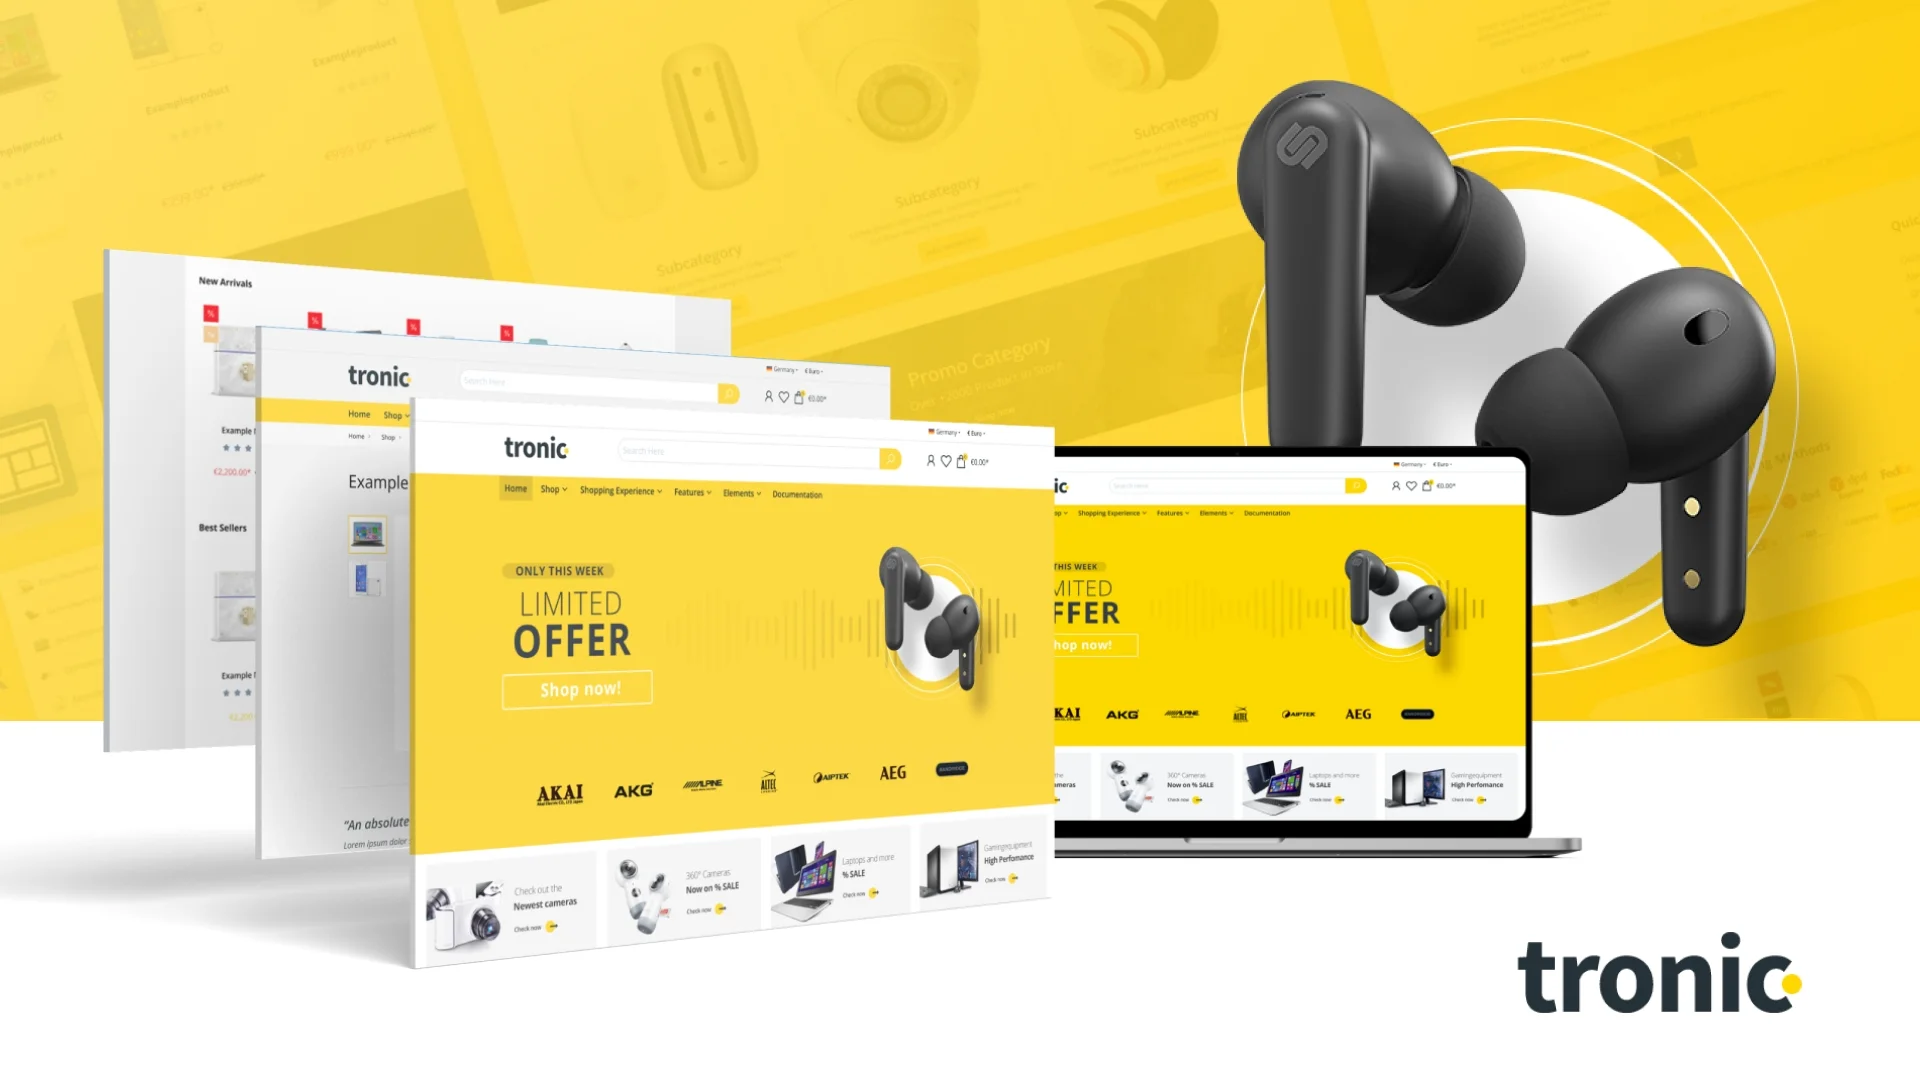 Exampleproduct
Exampleproduct
Subcategory
Subcategory
Subcategory
Promo Category
New Arrivals
%
%
%
%
Example
€2,200.00*
Best Sellers
Example
tronic
Search Here
Germany
€ Euro
€0.00*
Home
Shop
Home
Shop
Example
"An absolute
Lorem ipsum dolor
tronic
Search Here
Germany
€ Euro
€0.00*
Home
Shop
Shopping Experience
Features
Elements
Documentation
ONLY THIS WEEK
LIMITED
OFFER
Shop now!
AKAI
AKG
ALPINE
ALTEC
AIPTEK
AEG
Check out the
Newest cameras
Check now
360° Cameras
Now on % SALE
Check now
Laptops and more
% SALE
Check now
Gamingequipment
High Perfomance
Check now
ic
Search Here
Germany
€ Euro
€0.00*
Shopping Experience
Features
Elements
Documentation
THIS WEEK
MITED
FFER
hop now!
KAI
AKG
ALPINE
ALTEC
AIPTEK
AEG
360° Cameras
Now on % SALE
Check now
Laptops and more
% SALE
Check now
Gamingequipment
High Perfomance
Check now
tronic